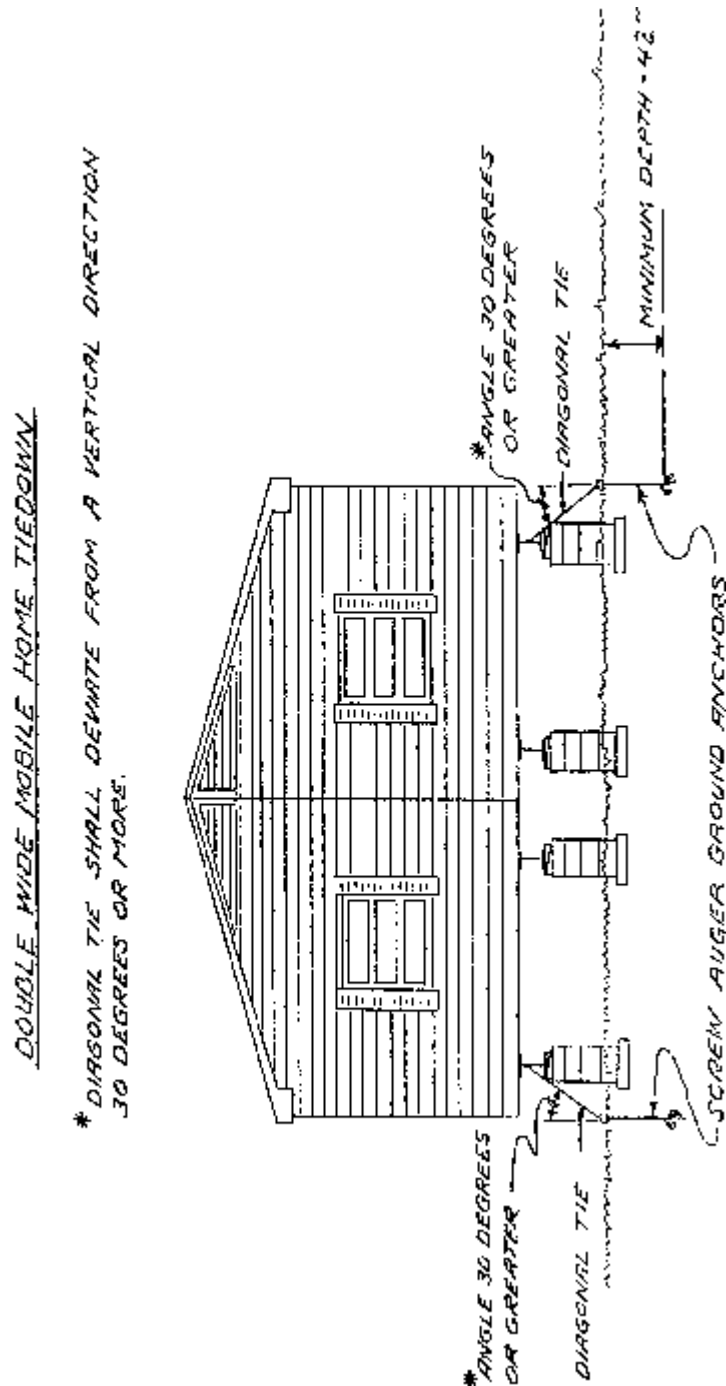 DOUBLE WIDE MOBILE HOME TIEDOWN
* DIAGONAL TIE SHALL DEVIATE FROM A VERTICAL DIRECTION
30 DEGREES OR MORE.
* ANGLE 30 DEGREES
OR GREATER
DIAGONAL TIE
* ANGLE 30 DEGREES
OR GREATER
DIAGONAL TIE
MINIMUM DEPTH - 42"
SCREW AUGER GROUND ANCHORS